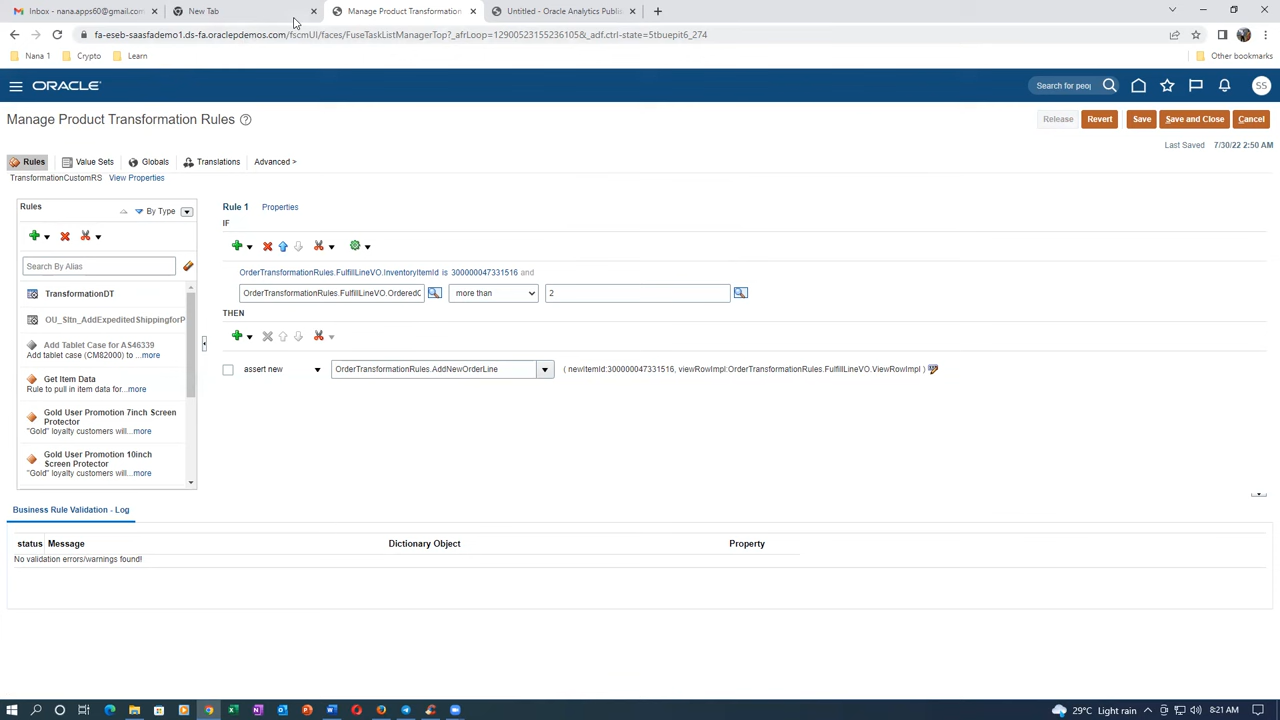 Inbox - nana.apps60@gmail.com
New Tab
Manage Product Transformation
Untitled - Oracle Analytics Publis
fa-eseb-saasfademo1.ds-fa.oraclepdemos.com/fscmUI/faces/FuseTaskListManagerTop?_afrLoop=12900523155236105&_adf.ctrl-state=5tbuepit6_274
Nana 1
Crypto
Learn
Other bookmarks
ORACLE
Search for peop
SS
Manage Product Transformation Rules
Release
Revert
Save
Save and Close
Cancel
Last Saved 7/30/22 2:50 AM
Rules
Value Sets
Globals
Translations
Advanced >
TransformationCustomRS View Properties
Rules
By Type
Search By Alias
TransformationDT
OU_Sltn_AddExpeditedShippingforP
Add Tablet Case for AS46339
Add tablet case (CM82000) to ...more
Get Item Data
Rule to pull in item data for...more
Gold User Promotion 7inch Screen
Protector
"Gold" loyalty customers will...more
Gold User Promotion 10inch
Screen Protector
"Gold" loyalty customers will...more
Rule 1 Properties
IF
OrderTransformationRules.FulfillLineVO.InventoryItemId is 300000047331516 and
OrderTransformationRules.FulfillLineVO.OrderedQ
more than
2
THEN
assert new
OrderTransformationRules.AddNewOrderLine
( newItemId:300000047331516, viewRowImpl:OrderTransformationRules.FulfillLineVO.ViewRowImpl )
Business Rule Validation - Log
status Message Dictionary Object Property
No validation errors/warnings found!
29°C Light rain
8:21 AM